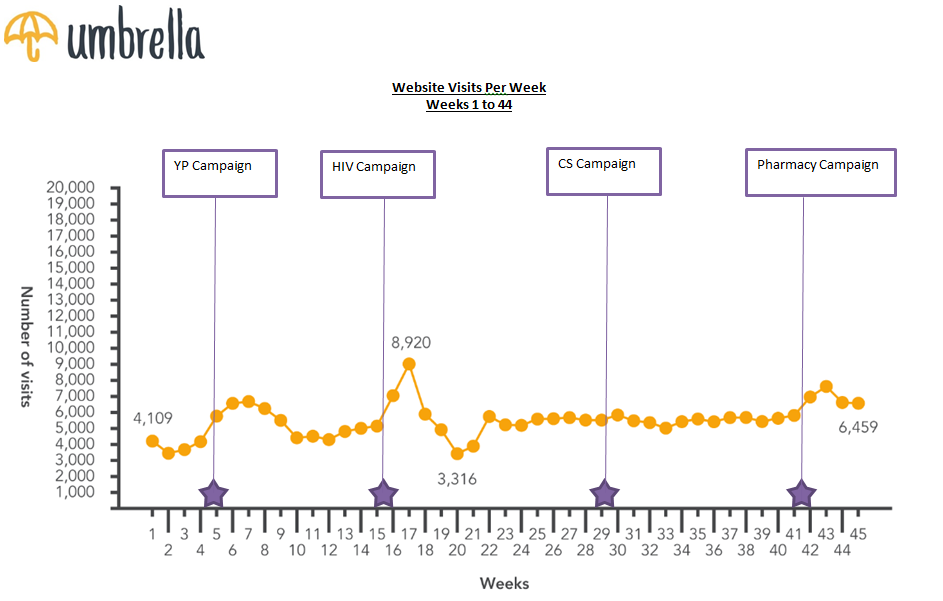 umbrella
Website Visits Per Week
Weeks 1 to 44
YP Campaign
HIV Campaign
CS Campaign
Pharmacy Campaign
20,000
19,000
18,000
17,000
16,000
15,000
14,000
13,000
12,000
11,000
10,000
9,000
8,000
7,000
6,000
5,000
4,000
3,000
2,000
1,000
Number of visits
4,109
8,920
3,316
6,459
1 3 5 7 9 11 13 15 17 19 21 23 25 27 29 31 33 35 37 39 41 43 45
2 4 6 8 10 12 14 16 18 20 22 24 26 28 30 32 34 36 38 40 42 44
Weeks